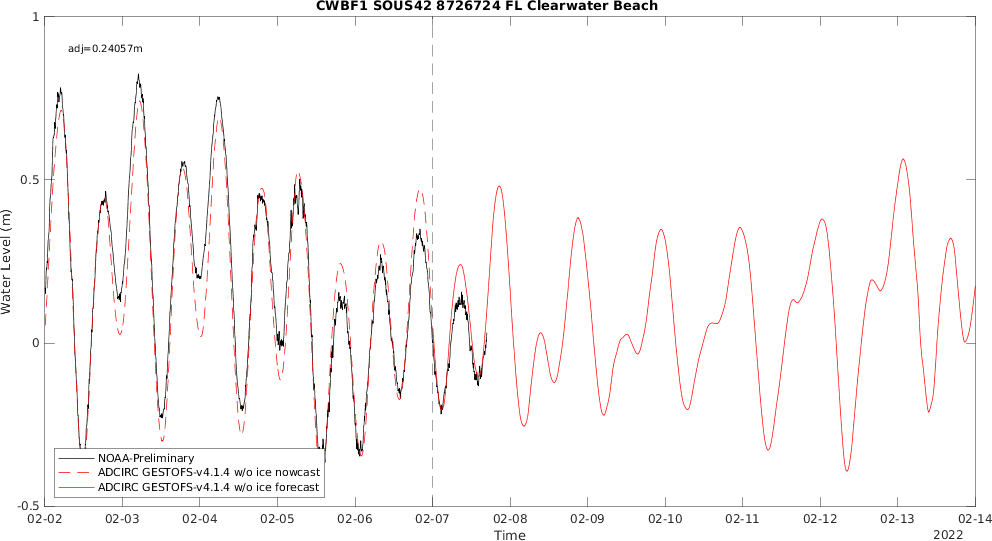 CWBF1 SOUS42 8726724 FL Clearwater Beach
adj=0.24057m
1
0.5
0
-0.5
Water Level (m)
NOAA-Preliminary
ADCIRC GESTOFS-v4.1.4 w/o ice nowcast
ADCIRC GESTOFS-v4.1.4 w/o ice forecast
02-02 02-03 02-04 02-05 02-06 02-07 02-08 02-09 02-10 02-11 02-12 02-13 02-14
Time
2022